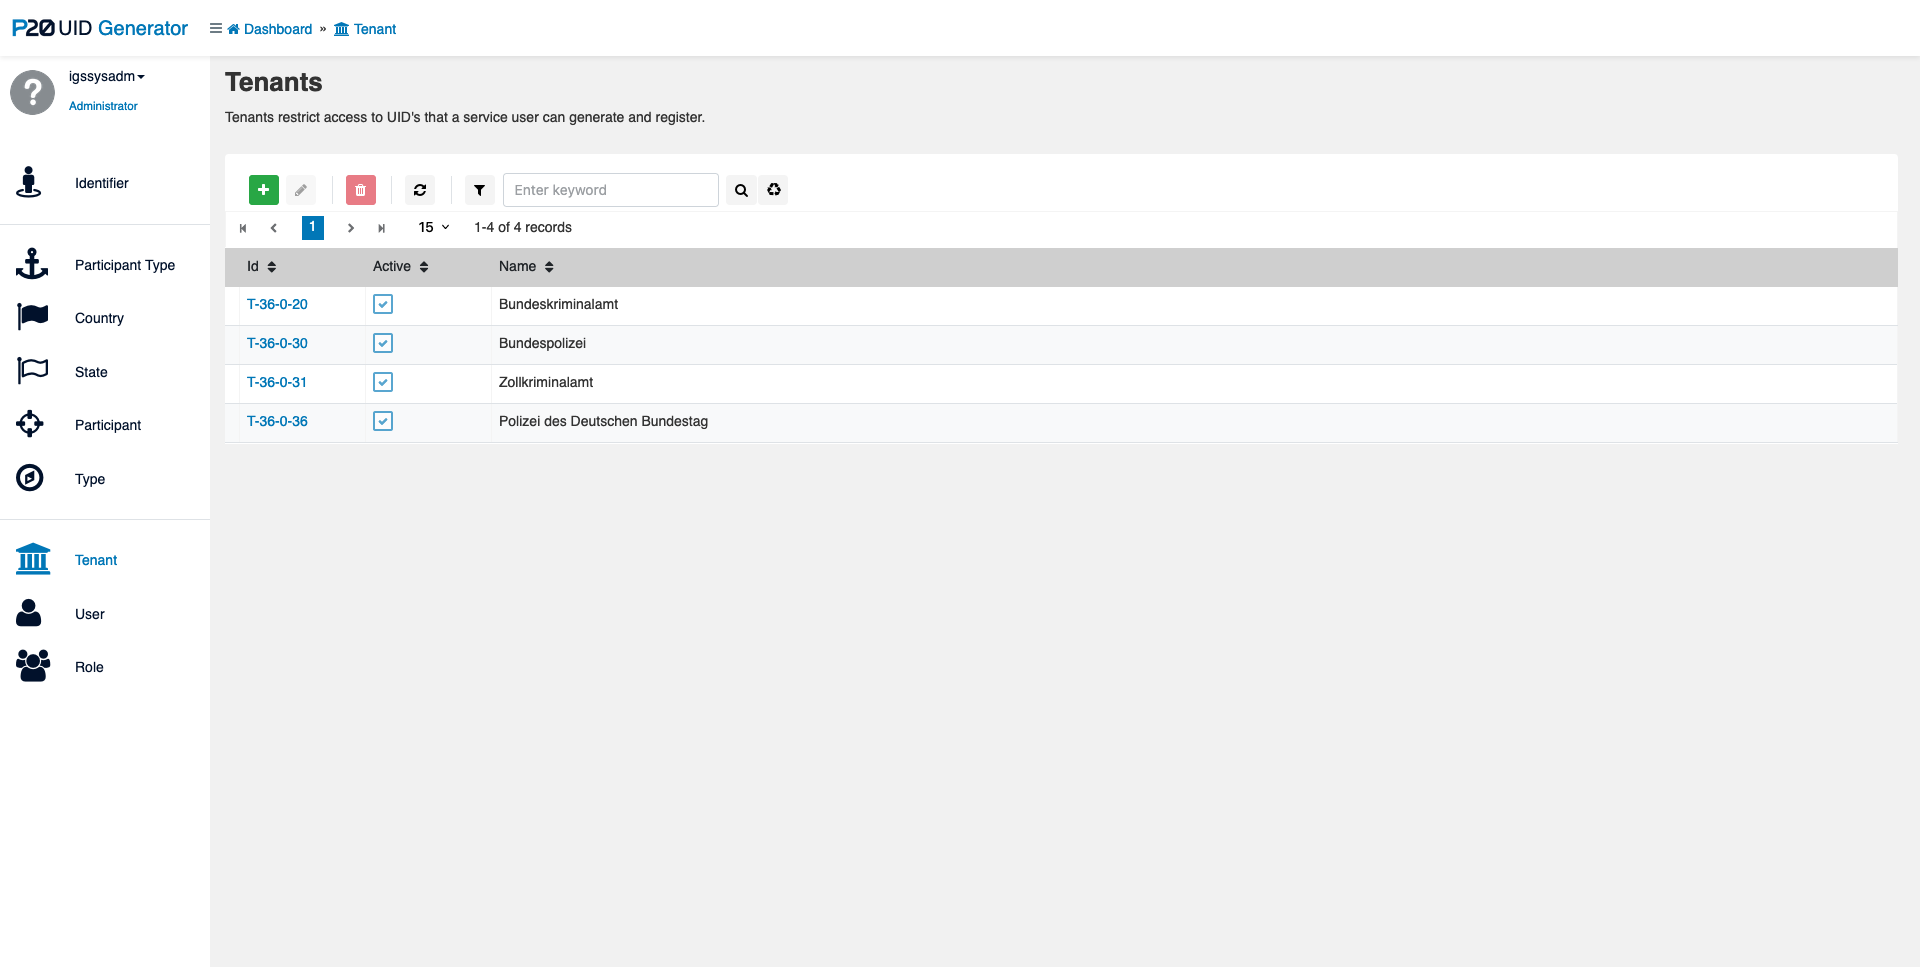 P20 UID Generator
Dashboard » Tenant
igssysadm
Administrator
Identifier
Participant Type
Country
State
Participant
Type
Tenant
User
Role
Tenants
Tenants restrict access to UID's that a service user can generate and register.
Enter keyword
1 15 1-4 of 4 records
Id Active Name
T-36-0-20 Bundeskriminalamt
T-36-0-30 Bundespolizei
T-36-0-31 Zollkriminalamt
T-36-0-36 Polizei des Deutschen Bundestag